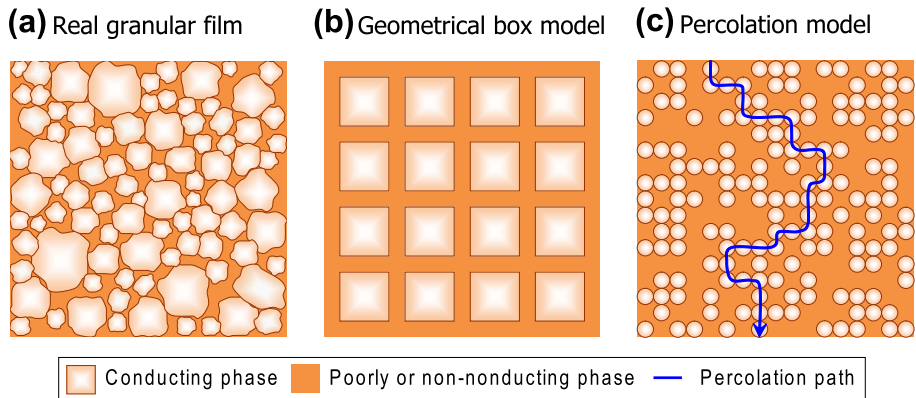 (a) Real granular film
(b) Geometrical box model
(c) Percolation model
Conducting phase
Poorly or non-nonducting phase
Percolation path